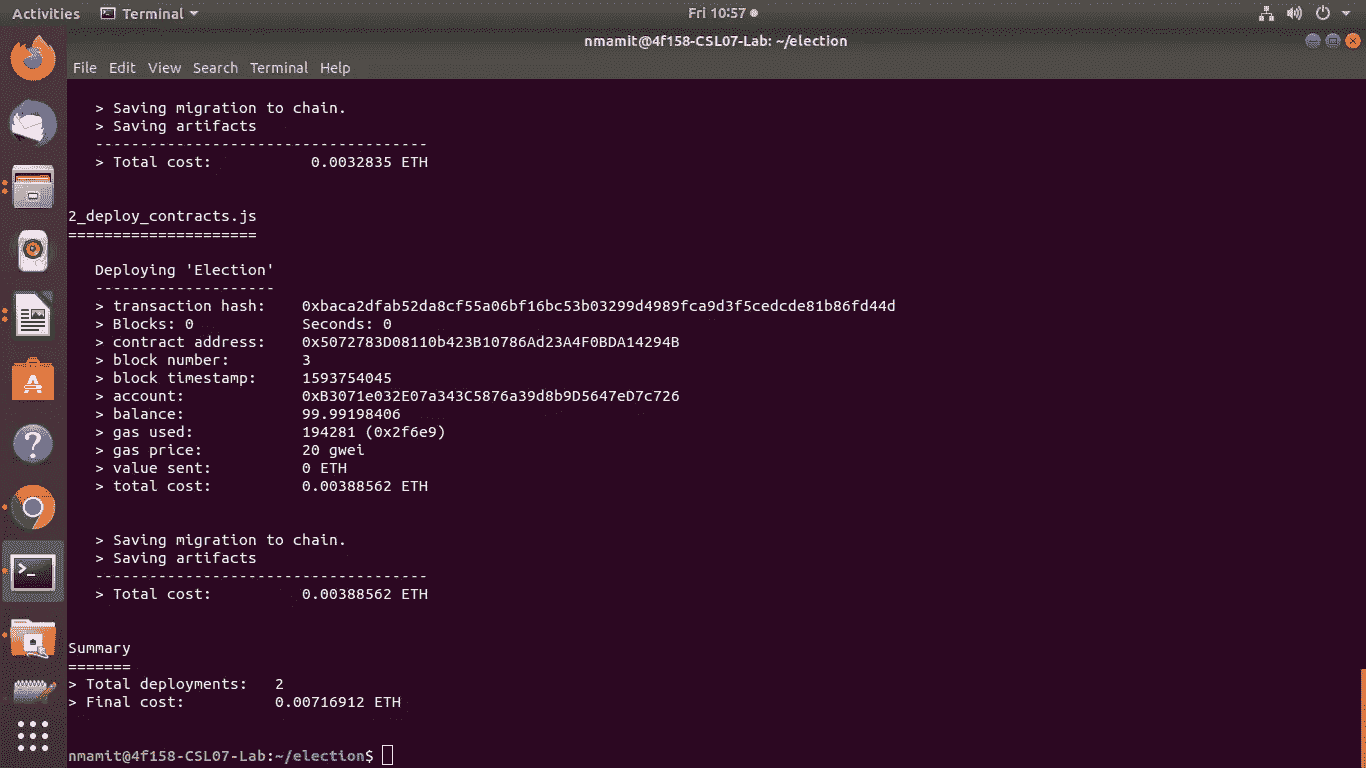 Activities Terminal Fri 10:57
nmamit@4f158-CSL07-Lab: ~/election
File Edit View Search Terminal Help
> Saving migration to chain.
> Saving artifacts
-------------------------------------
> Total cost: 0.0032835 ETH
2_deploy_contracts.js
=====================
Deploying 'Election'
--------------------
> transaction hash: 0xbaca2dfab52da8cf55a06bf16bc53b03299d4989fca9d3f5cedcde81b86fd44d
> Blocks: 0 Seconds: 0
> contract address: 0x5072783D08110b423B10786Ad23A4F0BDA14294B
> block number: 3
> block timestamp: 1593754045
> account: 0xB3071e032E07a343C5876a39d8b9D5647eD7c726
> balance: 99.99198406
> gas used: 194281 (0x2f6e9)
> gas price: 20 gwei
> value sent: 0 ETH
> total cost: 0.00388562 ETH
> Saving migration to chain.
> Saving artifacts
-------------------------------------
> Total cost: 0.00388562 ETH
Summary
=======
> Total deployments: 2
> Final cost: 0.00716912 ETH
nmamit@4f158-CSL07-Lab:~/election$